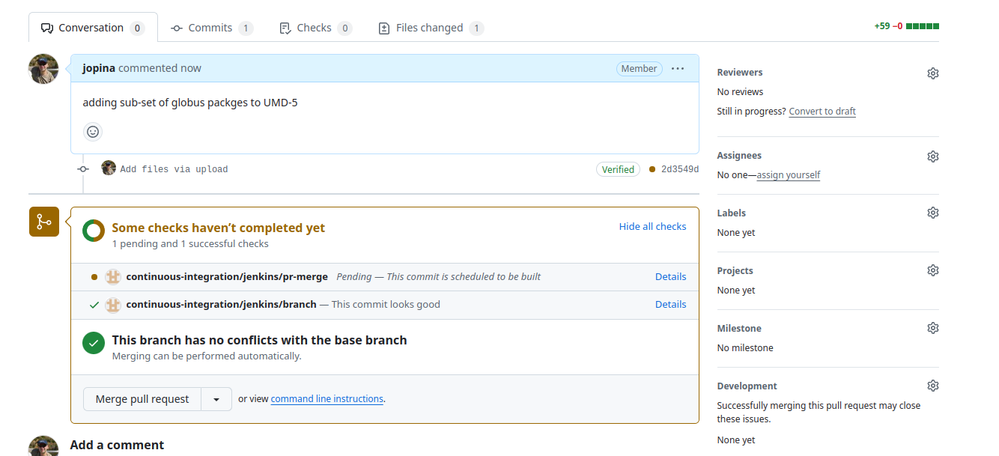 Conversation 0 Commits 1 Checks 0 Files changed 1 +59 −0
jopina commented now Member
adding sub-set of globus packges to UMD-5
Add files via upload Verified 2d3549d
Some checks haven’t completed yet Hide all checks
1 pending and 1 successful checks
continuous-integration/jenkins/pr-merge Pending — This commit is scheduled to be built Details
continuous-integration/jenkins/branch — This commit looks good Details
This branch has no conflicts with the base branch
Merging can be performed automatically.
Merge pull request or view command line instructions.
Add a comment
Reviewers
No reviews
Still in progress? Convert to draft
Assignees
No one—assign yourself
Labels
None yet
Projects
None yet
Milestone
No milestone
Development
Successfully merging this pull request may close
these issues.
None yet